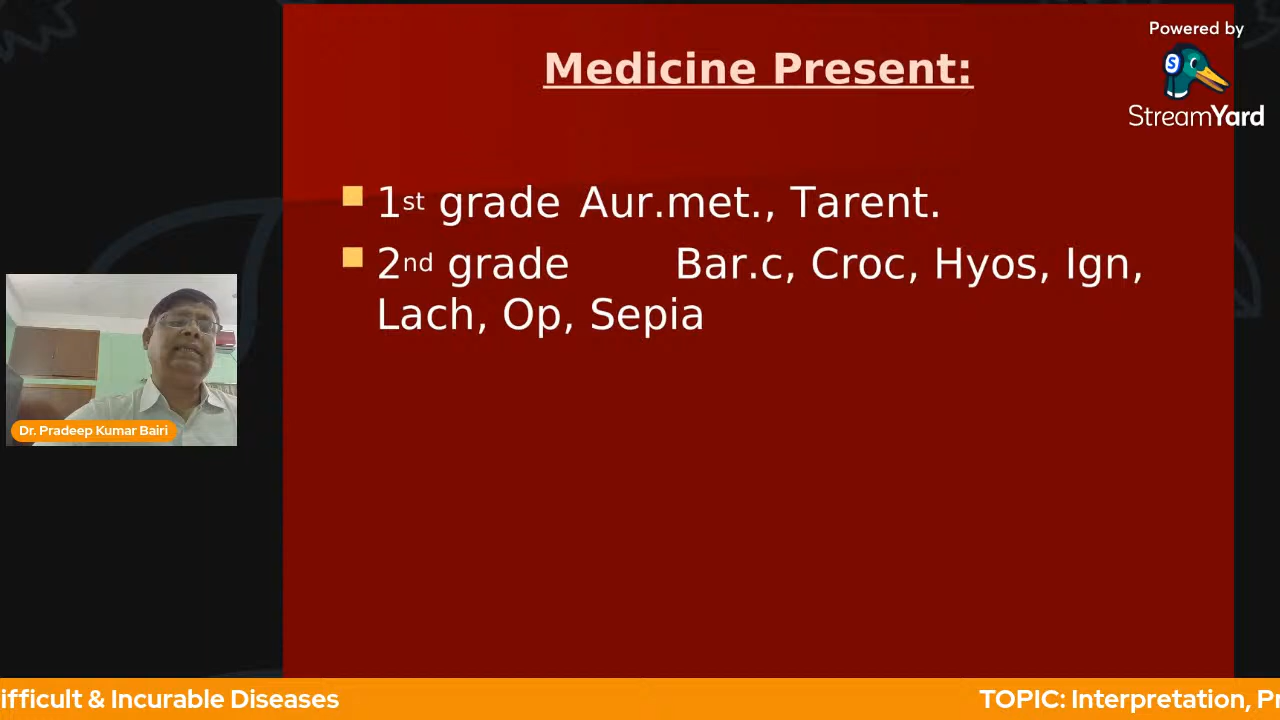 Powered by
StreamYard
Medicine Present:
1st grade Aur.met., Tarent.
2nd grade Bar.c, Croc, Hyos, Ign,
Lach, Op, Sepia
Dr. Pradeep Kumar Bairi
ifficult & Incurable Diseases
TOPIC: Interpretation, Pr